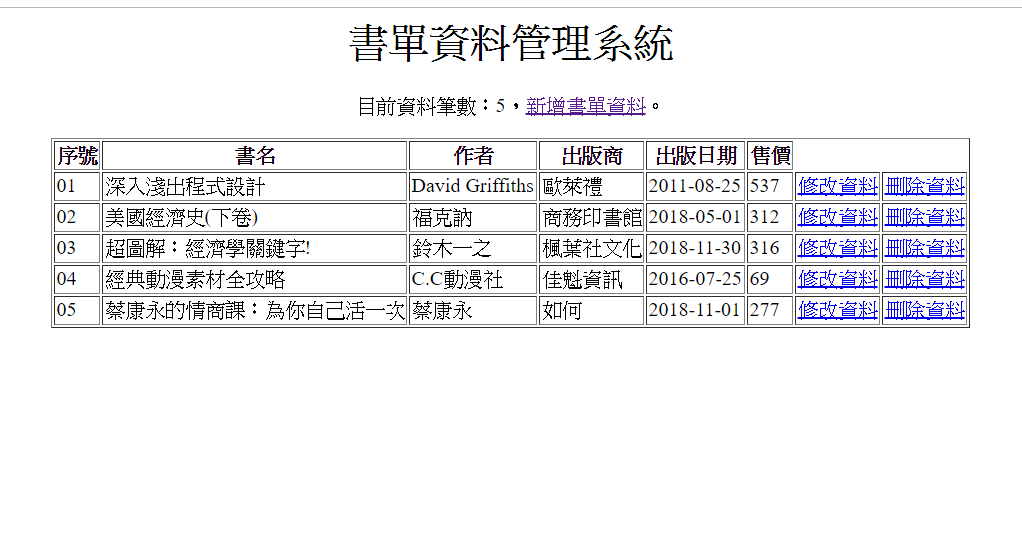 書單資料管理系統
目前資料筆數：5，新增書單資料。
序號 書名 作者 出版商 出版日期 售價
01 深入淺出程式設計 David Griffiths 歐萊禮 2011-08-25 537 修改資料 刪除資料
02 美國經濟史(下卷) 福克訥 商務印書館 2018-05-01 312 修改資料 刪除資料
03 超圖解：經濟學關鍵字! 鈴木一之 楓葉社文化 2018-11-30 316 修改資料 刪除資料
04 經典動漫素材全攻略 C.C動漫社 佳魁資訊 2016-07-25 69 修改資料 刪除資料
05 蔡康永的情商課：為你自己活一次 蔡康永 如何 2018-11-01 277 修改資料 刪除資料